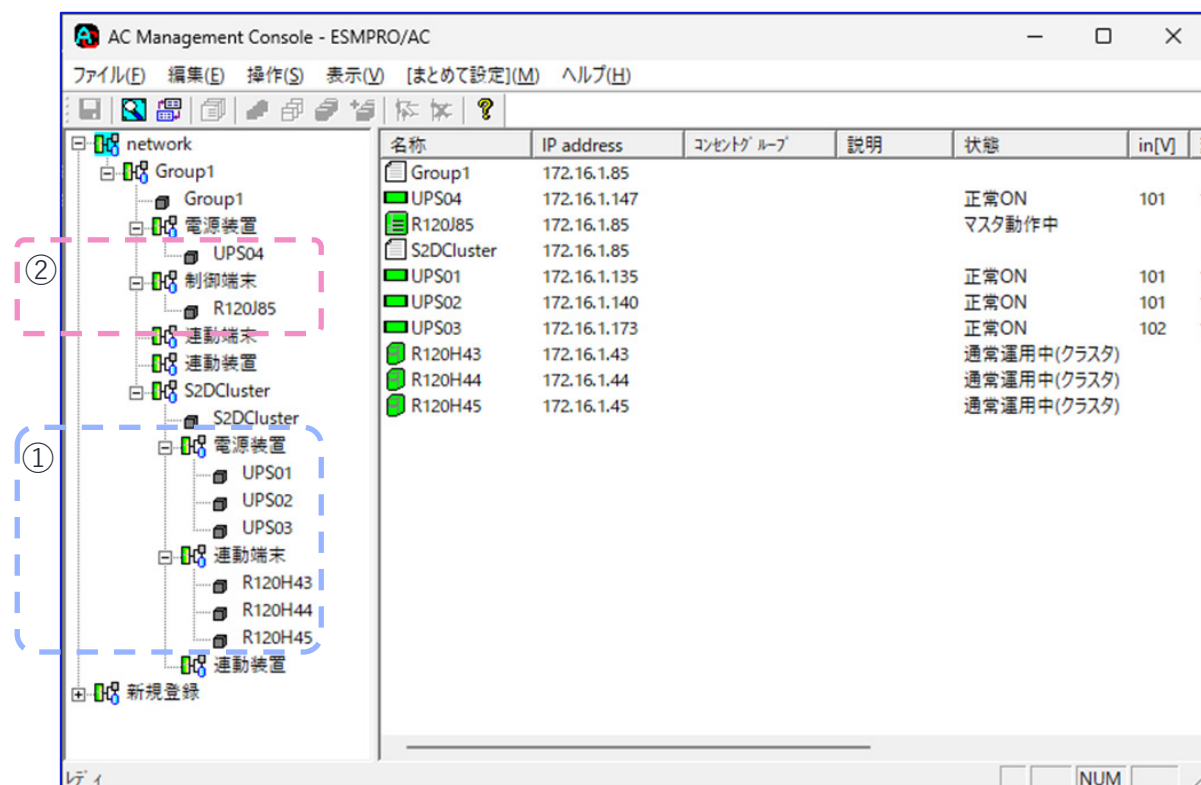 AC Management Console - ESMPRO/AC
ファイル(F) 編集(E) 操作(S) 表示(V) [まとめて設定](M) ヘルプ(H)
network
Group1
Group1
電源装置
UPS04
②
制御端末
R120J85
連動端末
連動装置
S2DCluster
S2DCluster
①
電源装置
UPS01
UPS02
UPS03
連動端末
R120H43
R120H44
R120H45
連動装置
新規登録
名称 IP address コンセントグループ 説明 状態 in[V]
Group1 172.16.1.85
UPS04 172.16.1.147 正常ON 101
R120J85 172.16.1.85 マスタ動作中
S2DCluster 172.16.1.85
UPS01 172.16.1.135 正常ON 101
UPS02 172.16.1.140 正常ON 101
UPS03 172.16.1.173 正常ON 102
R120H43 172.16.1.43 通常運用中(クラスタ)
R120H44 172.16.1.44 通常運用中(クラスタ)
R120H45 172.16.1.45 通常運用中(クラスタ)
レディ NUM